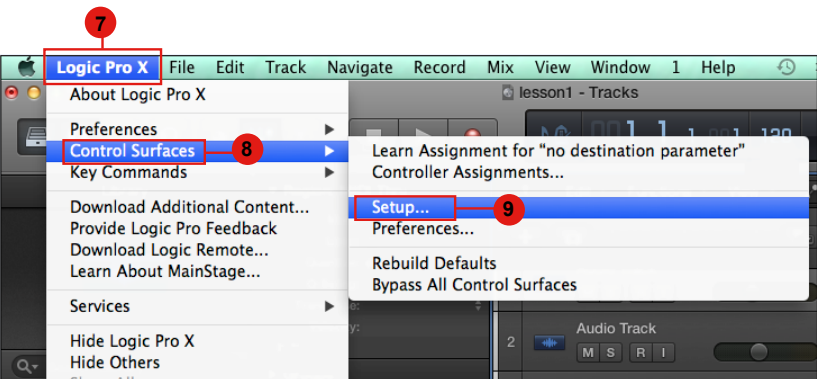 7
Logic Pro X File Edit Track Navigate Record Mix View Window 1 Help
lesson1 - Tracks
About Logic Pro X
Preferences
Control Surfaces
8
Key Commands
Download Additional Content...
Provide Logic Pro Feedback
Download Logic Remote...
Learn About MainStage...
Services
Hide Logic Pro X
Hide Others
Learn Assignment for “no destination parameter”
Controller Assignments...
Setup...
9
Preferences...
Rebuild Defaults
Bypass All Control Surfaces
2
Audio Track
M S R I